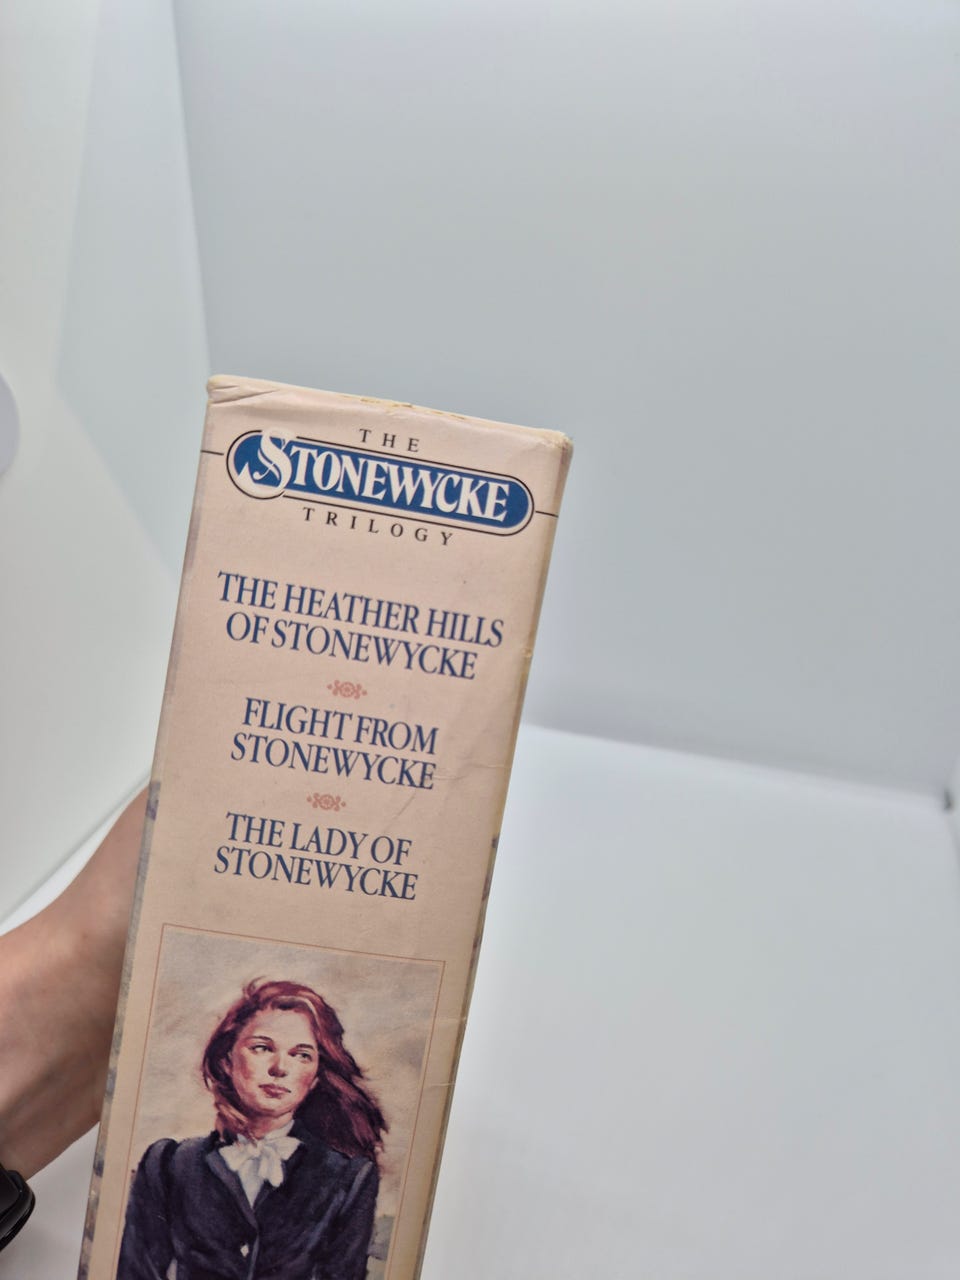 THE
STONEWYCKE
TRILOGY
THE HEATHER HILLS
OF STONEWYCKE
FLIGHT FROM
STONEWYCKE
THE LADY OF
STONEWYCKE